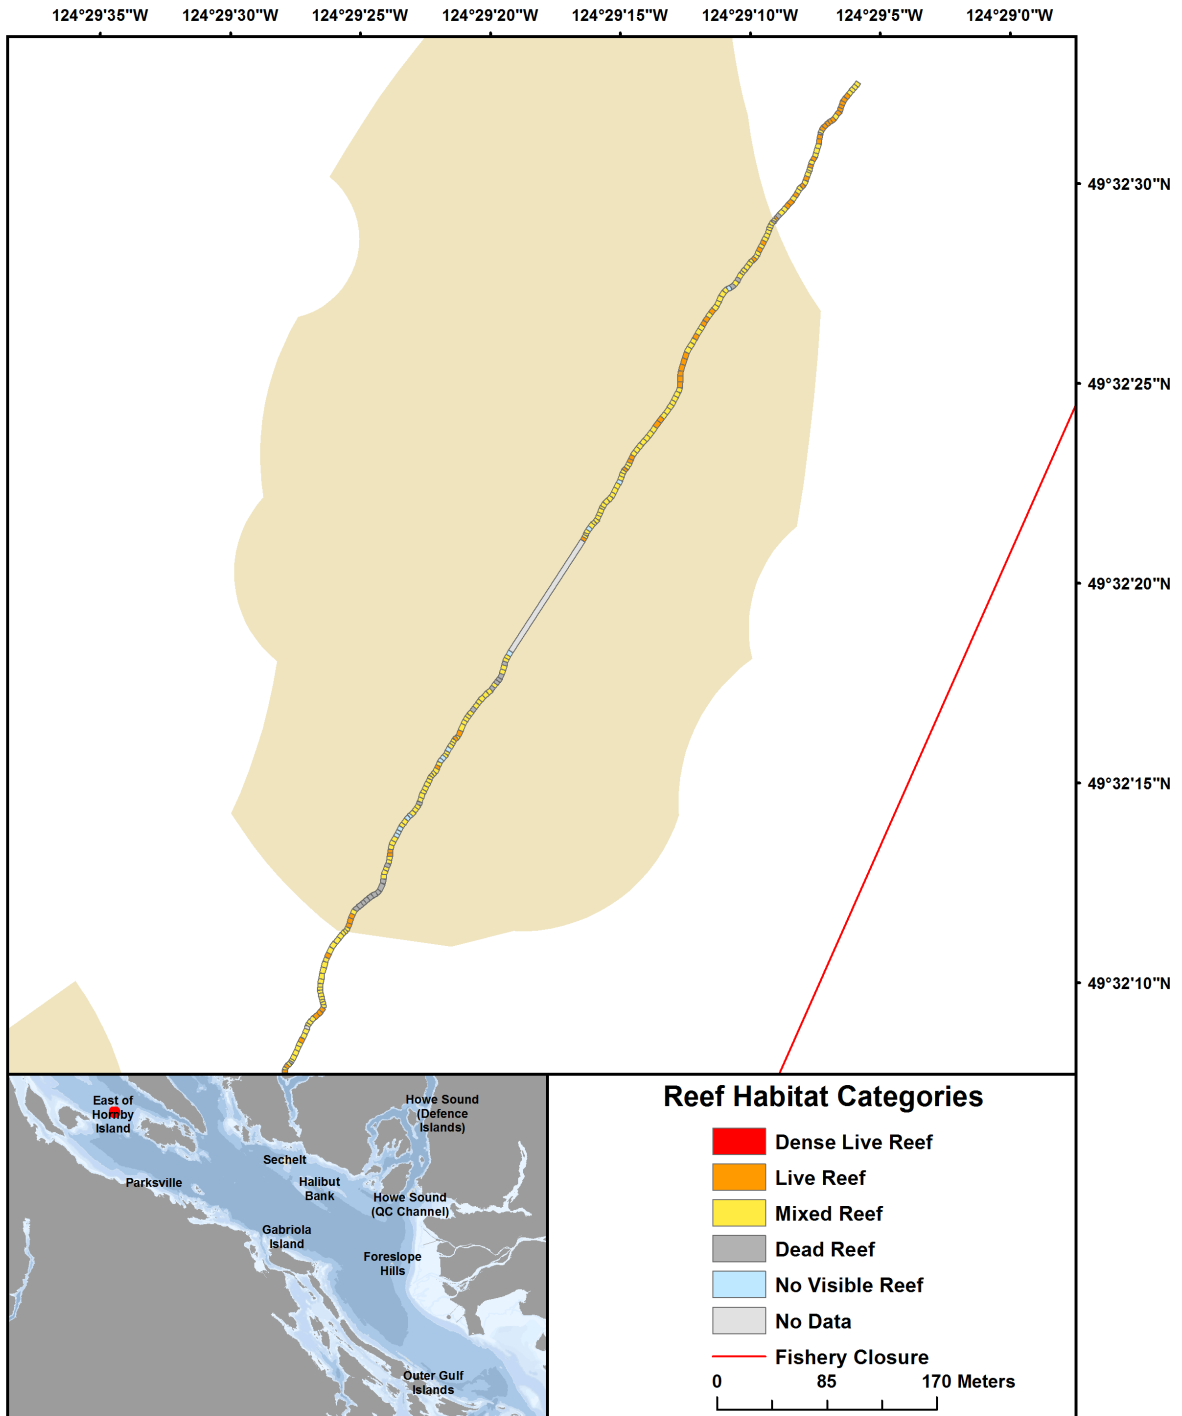 124°29'35"W 124°29'30"W 124°29'25"W 124°29'20"W 124°29'15"W 124°29'10"W 124°29'5"W 124°29'0"W
49°32'30"N
49°32'25"N
49°32'20"N
49°32'15"N
49°32'10"N
East of
Hornby
Island
Parksville
Sechelt
Halibut
Bank
Gabriola
Island
Howe Sound
(Defence
Islands)
Howe Sound
(QC Channel)
Foreslope
Hills
Outer Gulf
Islands
Reef Habitat Categories
Dense Live Reef
Live Reef
Mixed Reef
Dead Reef
No Visible Reef
No Data
Fishery Closure
0 85 170 Meters